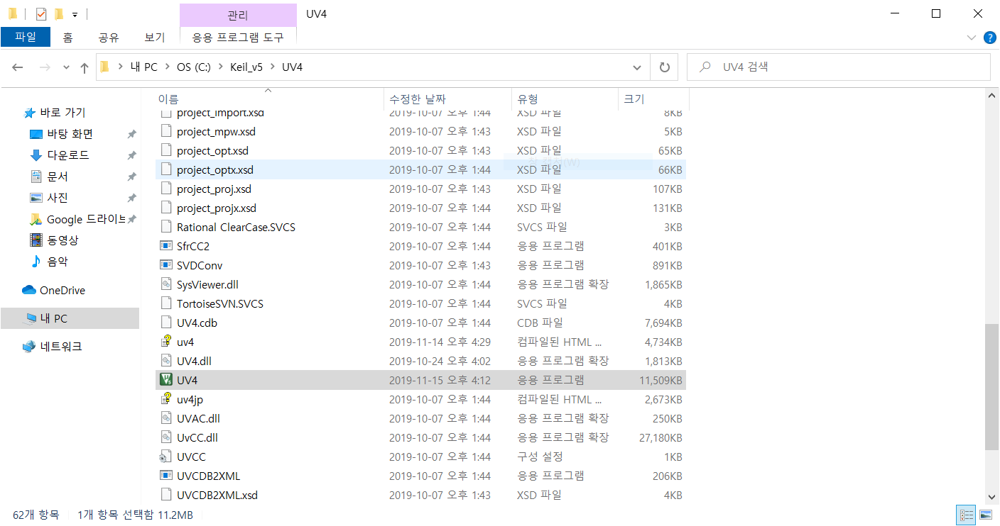 관리
UV4
파일
홈
공유
보기
응용 프로그램 도구
내 PC
OS (C:)
Keil_v5
UV4
UV4 검색
바로 가기
바탕 화면
다운로드
문서
사진
Google 드라이브
동영상
음악
OneDrive
내 PC
네트워크
이름 수정한 날짜 유형 크기
project_import.xsd 2019-10-07 오후 1:44 XSD 파일 8KB
project_mpw.xsd 2019-10-07 오후 1:43 XSD 파일 5KB
project_opt.xsd 2019-10-07 오후 1:43 XSD 파일 65KB
새 창에서(W)
project_optx.xsd 2019-10-07 오후 1:44 XSD 파일 66KB
project_proj.xsd 2019-10-07 오후 1:43 XSD 파일 107KB
project_projx.xsd 2019-10-07 오후 1:44 XSD 파일 131KB
Rational ClearCase.SVCS 2019-10-07 오후 1:44 SVCS 파일 3KB
SfrCC2 2019-10-07 오후 1:44 응용 프로그램 401KB
SVDConv 2019-10-07 오후 1:43 응용 프로그램 891KB
SysViewer.dll 2019-10-07 오후 1:44 응용 프로그램 확장 1,865KB
TortoiseSVN.SVCS 2019-10-07 오후 1:44 SVCS 파일 4KB
UV4.cdb 2019-10-07 오후 1:44 CDB 파일 7,694KB
uv4 2019-11-14 오후 4:29 컴파일된 HTML ... 4,734KB
UV4.dll 2019-10-24 오후 4:02 응용 프로그램 확장 1,813KB
UV4 2019-11-15 오후 4:12 응용 프로그램 11,509KB
uv4jp 2019-10-07 오후 1:44 컴파일된 HTML ... 2,673KB
UVAC.dll 2019-10-07 오후 1:44 응용 프로그램 확장 250KB
UvCC.dll 2019-10-07 오후 1:44 응용 프로그램 확장 27,180KB
UVCC 2019-10-07 오후 1:44 구성 설정 1KB
UVCDB2XML 2019-10-07 오후 1:44 응용 프로그램 206KB
UVCDB2XML.xsd 2019-10-07 오후 1:43 XSD 파일 4KB
62개 항목
1개 항목 선택함 11.2MB